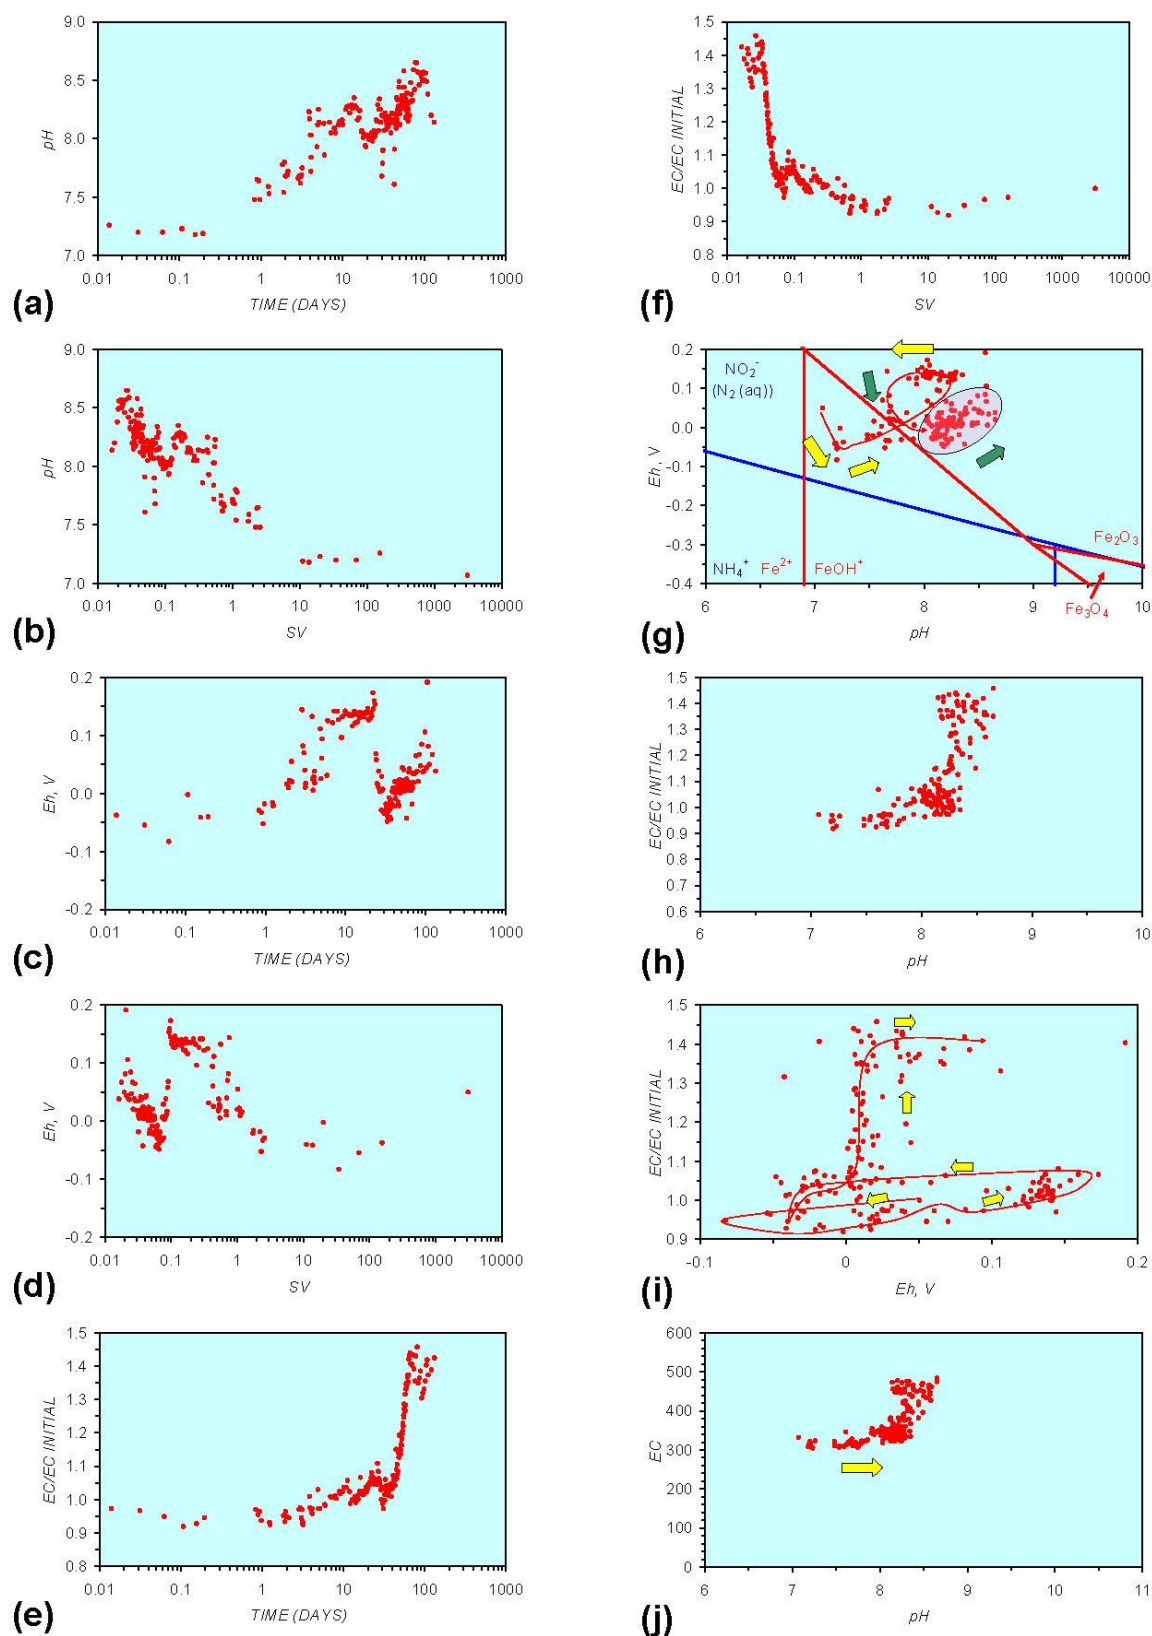 9.0
8.5
8.0
7.5
7.0
pH
0.01 0.1 1 10 100 1000
TIME (DAYS)
(a)
9.0
8.5
8.0
7.5
7.0
pH
0.01 0.1 1 10 100 1000 10000
SV
(b)
0.2
0.1
0.0
-0.1
-0.2
Eh, V
0.01 0.1 1 10 100 1000
TIME (DAYS)
(c)
0.2
0.1
0.0
-0.1
-0.2
Eh, V
0.01 0.1 1 10 100 1000 10000
SV
(d)
1.5
1.4
1.3
1.2
1.1
1.0
0.9
0.8
EC/EC INITIAL
0.01 0.1 1 10 100 1000
TIME (DAYS)
(e)
1.5
1.4
1.3
1.2
1.1
1.0
0.9
0.8
EC/EC INITIAL
0.01 0.1 1 10 100 1000 10000
SV
(f)
0.2
0.1
0.0
-0.1
-0.2
-0.3
-0.4
Eh, V
NO₂⁻
(N₂ (aq))
NH₄⁺ Fe²⁺ FeOH⁺
Fe₂O₃
Fe₃O₄
6 7 8 9 10
pH
(g)
1.5
1.4
1.3
1.2
1.1
1.0
0.9
0.8
0.7
0.6
EC/EC INITIAL
6 7 8 9 10
pH
(h)
1.5
1.4
1.3
1.2
1.1
1.0
0.9
EC/EC INITIAL
-0.1 0 0.1 0.2
Eh, V
(i)
600
500
400
300
200
100
0
EC
6 7 8 9 10 11
pH
(j)